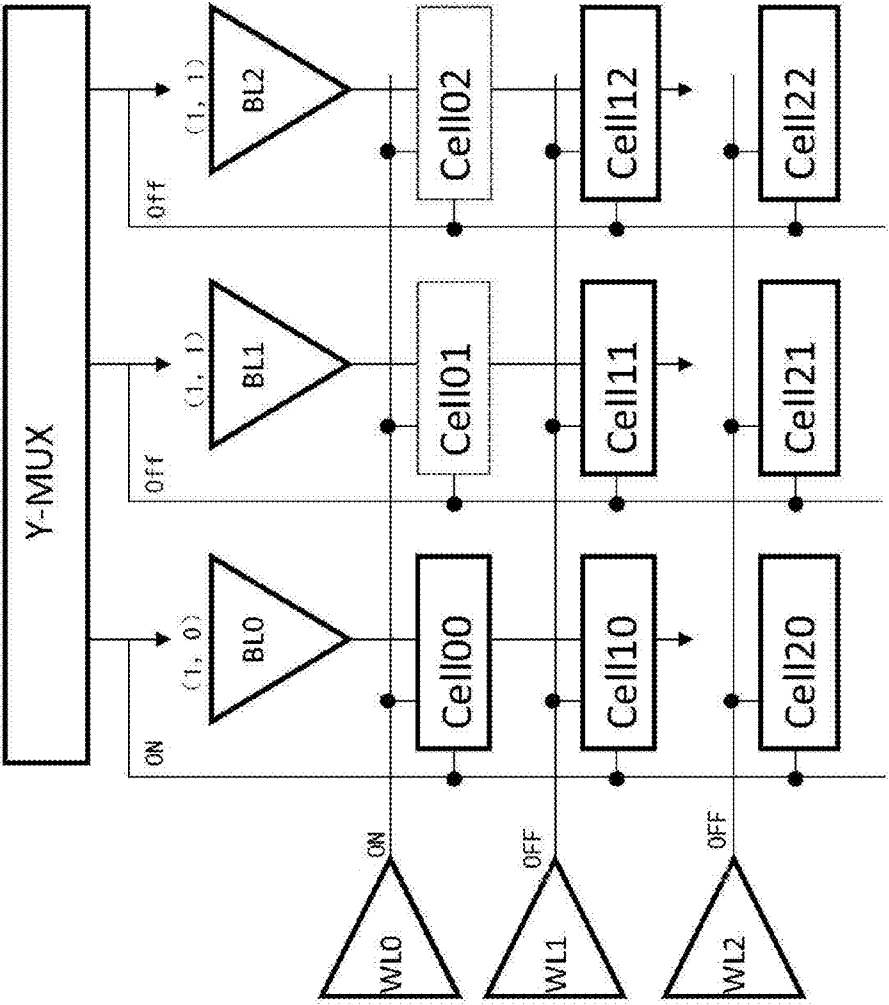 Y-MUX
ON
Off
Off
(1, 0)
(1, 1)
(1, 1)
BL0
BL1
BL2
WL0
ON
Cell00
Cell01
Cell02
WL1
OFF
Cell10
Cell11
Cell12
WL2
OFF
Cell20
Cell21
Cell22